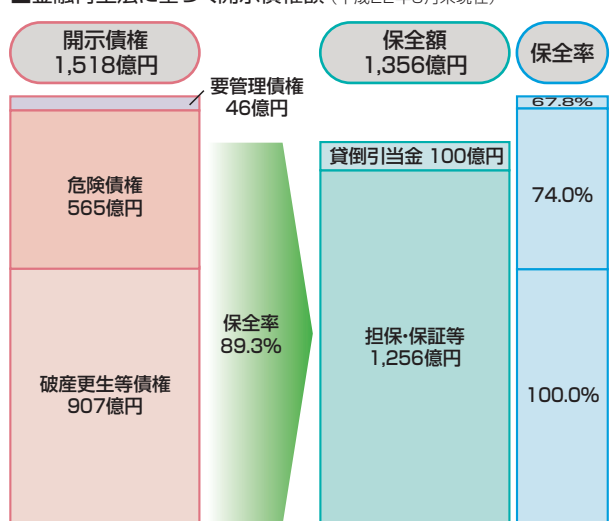 開示債権
1,518億円
保全額
1,356億円
保全率
要管理債権
46億円
67.8%
危険債権
565億円
貸倒引当金 100億円
74.0%
保全率
89.3%
担保・保証等
1,256億円
破産更生等債権
907億円
100.0%